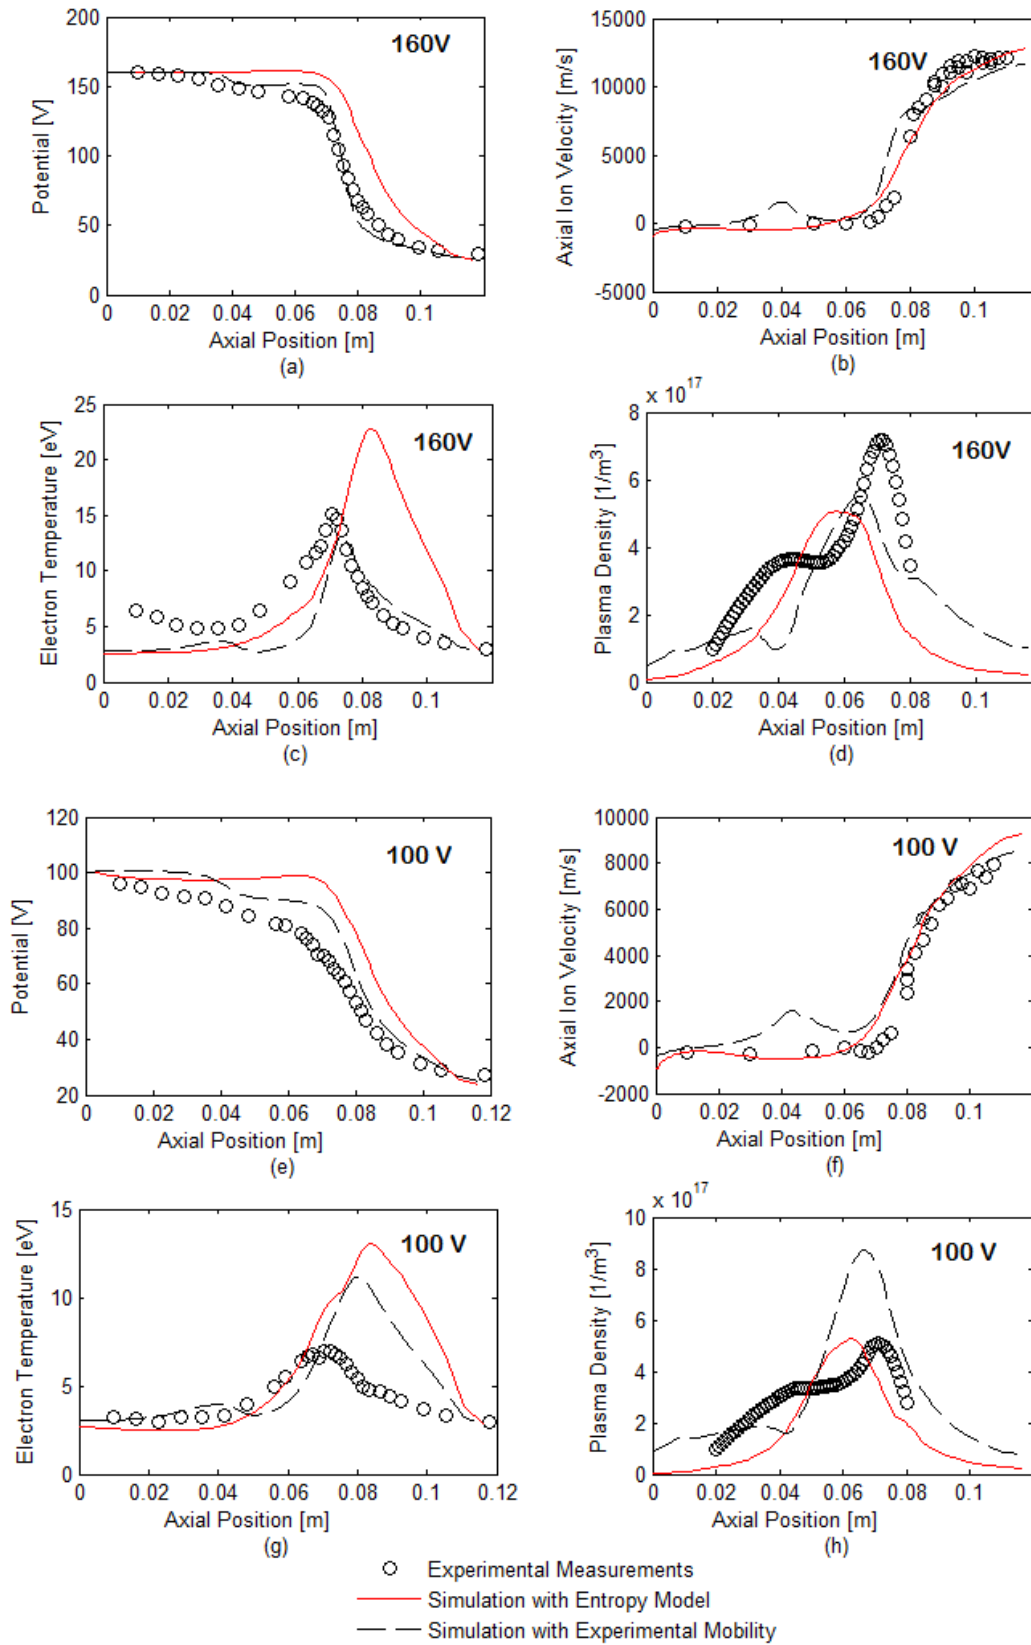 200
150
100
50
0
Potential [V]
160V
0 0.02 0.04 0.06 0.08 0.1
Axial Position [m]
(a)
15000
10000
5000
0
-5000
Axial Ion Velocity [m/s]
160V
0 0.02 0.04 0.06 0.08 0.1
Axial Position [m]
(b)
25
20
15
10
5
0
Electron Temperature [eV]
160V
0 0.02 0.04 0.06 0.08 0.1
Axial Position [m]
(c)
x 10^17
8
6
4
2
0
Plasma Density [1/m^3]
160V
0 0.02 0.04 0.06 0.08 0.1
Axial Position [m]
(d)
120
100
80
60
40
20
Potential [V]
100 V
0 0.02 0.04 0.06 0.08 0.1 0.12
Axial Position [m]
(e)
10000
8000
6000
4000
2000
0
-2000
Axial Ion Velocity [m/s]
100 V
0 0.02 0.04 0.06 0.08 0.1
Axial Position [m]
(f)
15
10
5
0
Electron Temperature [eV]
100 V
0 0.02 0.04 0.06 0.08 0.1 0.12
Axial Position [m]
(g)
x 10^17
10
8
6
4
2
0
Plasma Density [1/m^3]
100 V
0 0.02 0.04 0.06 0.08 0.1
Axial Position [m]
(h)
Experimental Measurements
Simulation with Entropy Model
Simulation with Experimental Mobility